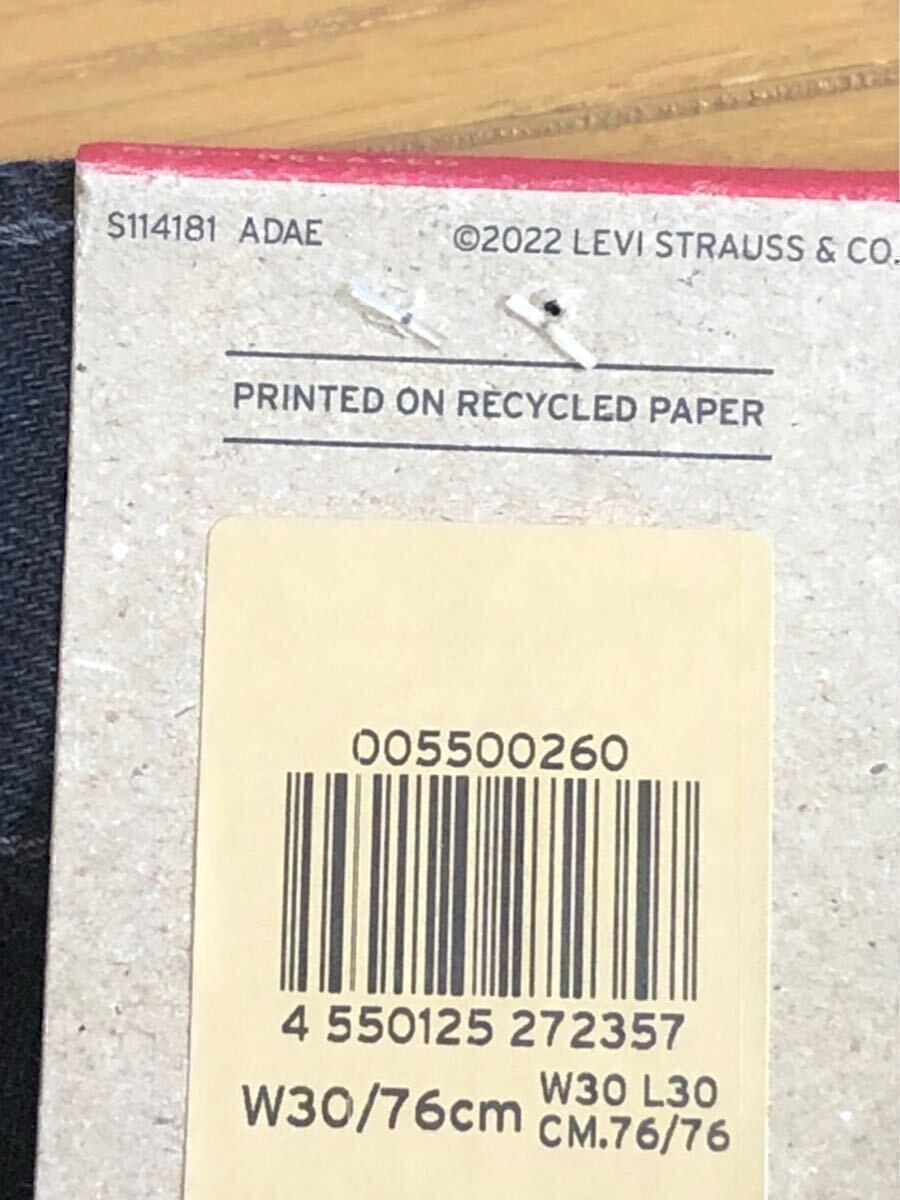 RELAXED
S114181 ADAE
©2022 LEVI STRAUSS & CO.
PRINTED ON RECYCLED PAPER
005500260
4 550125 272357
W30/76cm
W30 L30
CM.76/76